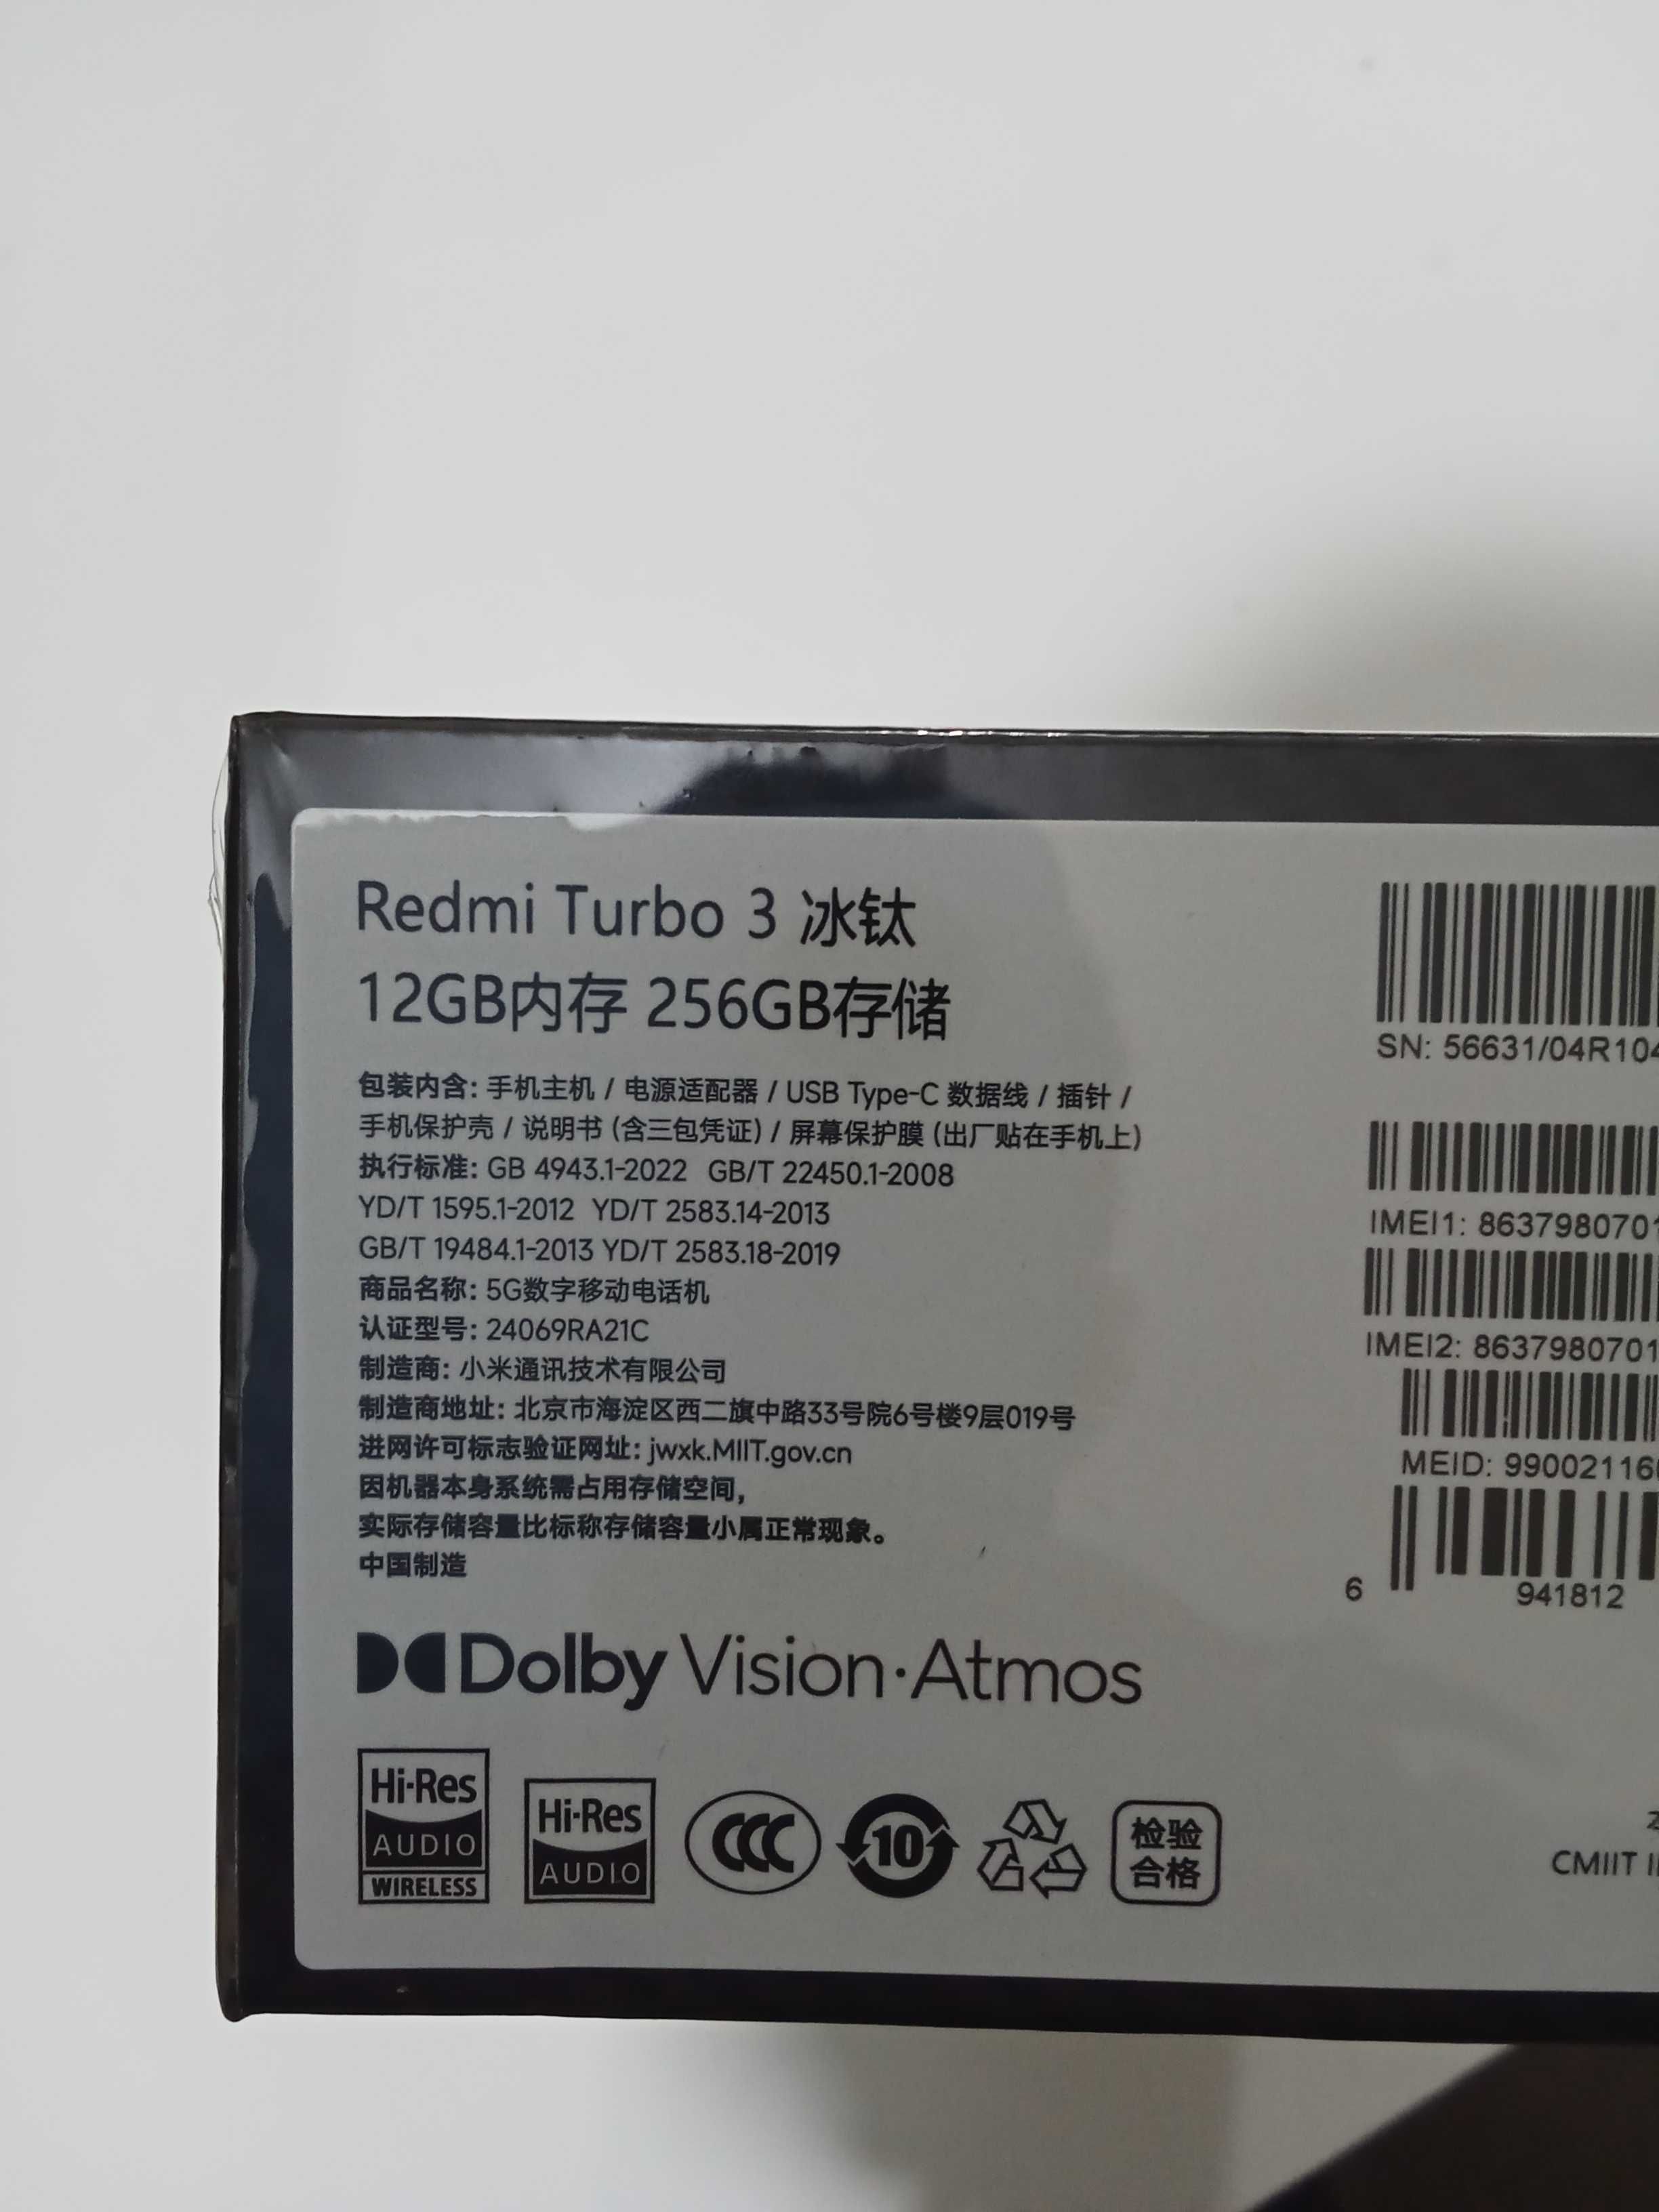 Redmi Turbo 3 冰钛
12GB内存 256GB存储
包装内含: 手机主机 / 电源适配器 / USB Type-C 数据线 / 插针 /
手机保护壳 / 说明书 (含三包凭证) / 屏幕保护膜 (出厂贴在手机上)
执行标准: GB 4943.1-2022 GB/T 22450.1-2008
YD/T 1595.1-2012 YD/T 2583.14-2013
GB/T 19484.1-2013 YD/T 2583.18-2019
商品名称: 5G数字移动电话机
认证型号: 24069RA21C
制造商: 小米通讯技术有限公司
制造商地址: 北京市海淀区西二旗中路33号院6号楼9层019号
进网许可标志验证网址: jwxk.MIIT.gov.cn
因机器本身系统需占用存储空间,
实际存储容量比标称存储容量小属正常现象。
中国制造
Dolby Vision·Atmos
Hi-Res
AUDIO
WIRELESS
Hi-Res
AUDIO
CCC
10
检验
合格
SN: 56631/04R104
IMEI1: 8637980701
IMEI2: 8637980701
MEID: 990021160
6 941812
CMIIT